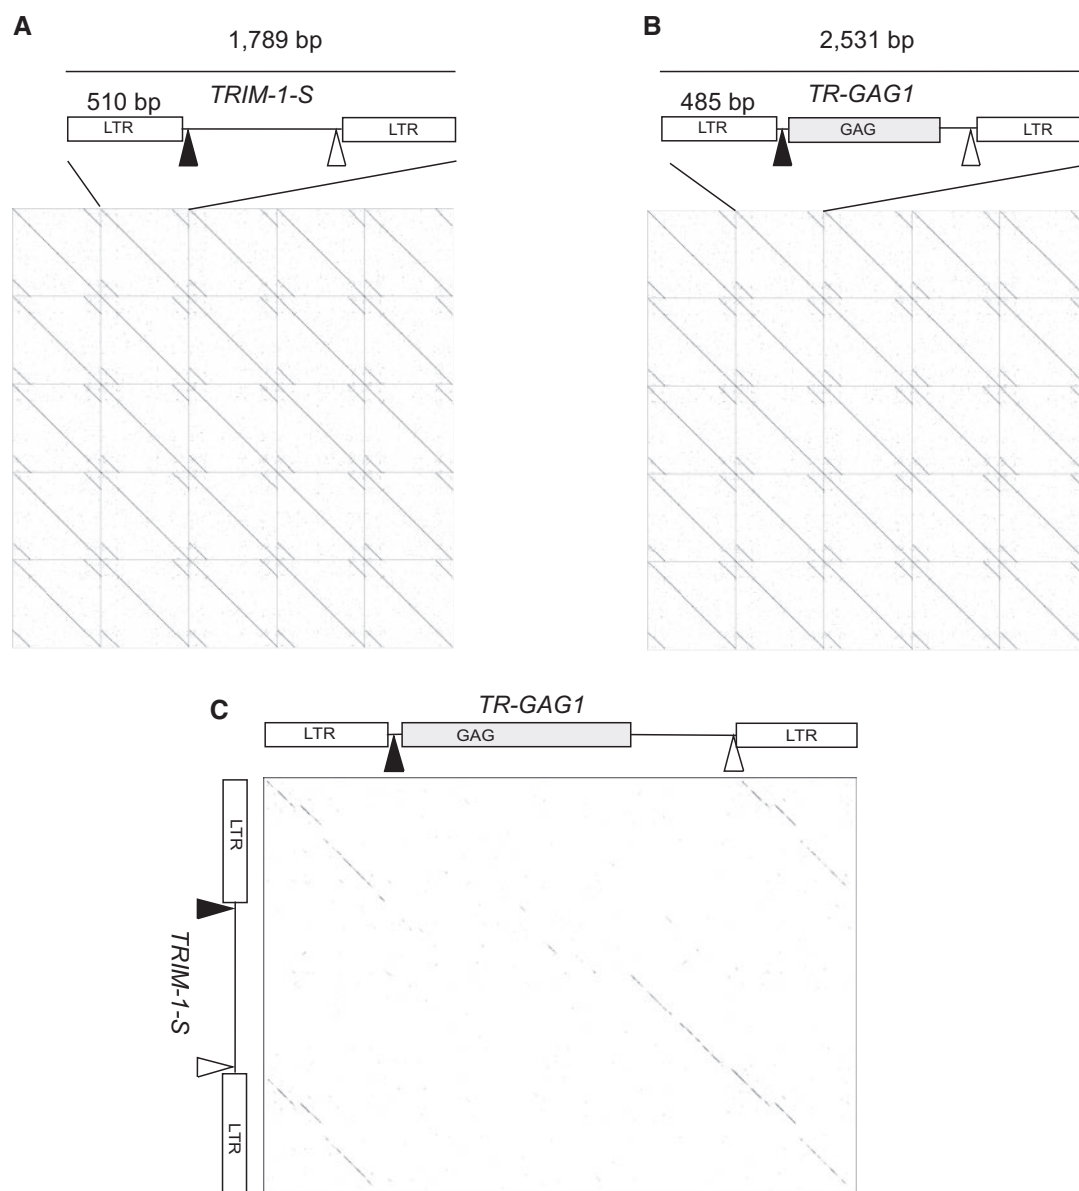 A
B
1,789 bp
2,531 bp
510 bp
TRIM-1-S
485 bp
TR-GAG1
LTR
LTR
LTR
GAG
LTR
C
TR-GAG1
LTR
GAG
LTR
LTR
TRIM-1-S
LTR